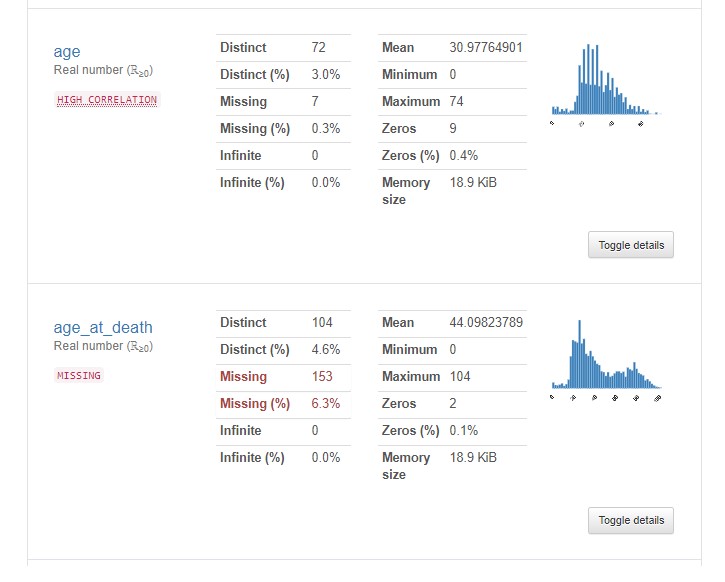 age
Real number (ℝ≥0)
HIGH CORRELATION
Distinct 72
Distinct (%) 3.0%
Missing 7
Missing (%) 0.3%
Infinite 0
Infinite (%) 0.0%
Mean 30.97764901
Minimum 0
Maximum 74
Zeros 9
Zeros (%) 0.4%
Memory size 18.9 KiB
Toggle details
age_at_death
Real number (ℝ≥0)
MISSING
Distinct 104
Distinct (%) 4.6%
Missing 153
Missing (%) 6.3%
Infinite 0
Infinite (%) 0.0%
Mean 44.09823789
Minimum 0
Maximum 104
Zeros 2
Zeros (%) 0.1%
Memory size 18.9 KiB
Toggle details